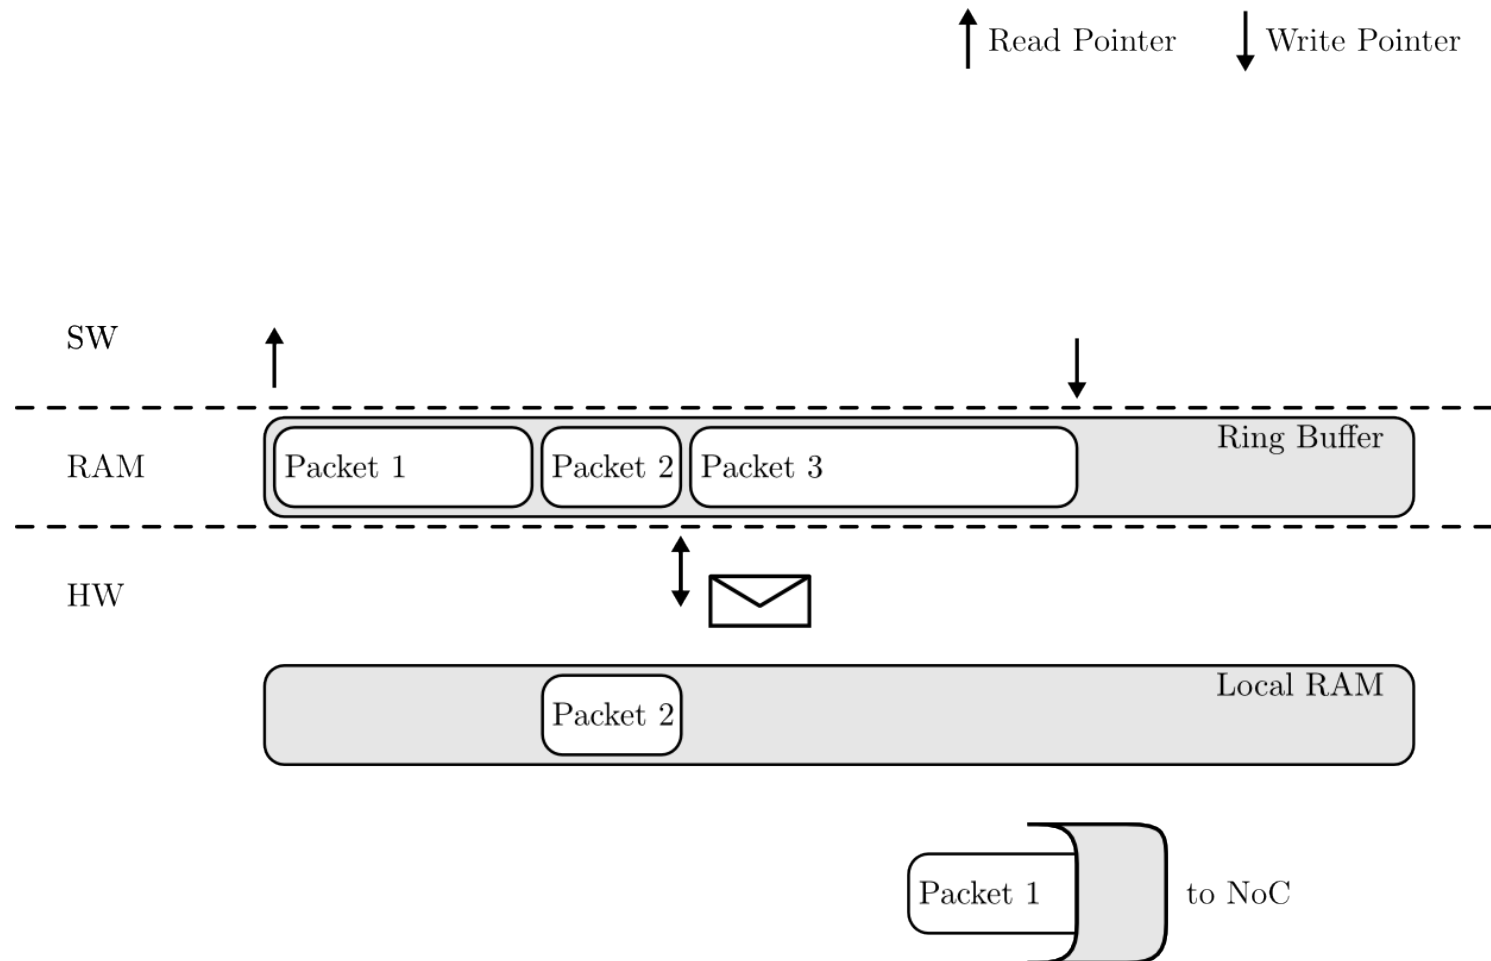 Read Pointer
Write Pointer
SW
RAM
Packet 1
Packet 2
Packet 3
Ring Buffer
HW
Local RAM
Packet 2
Packet 1
to NoC